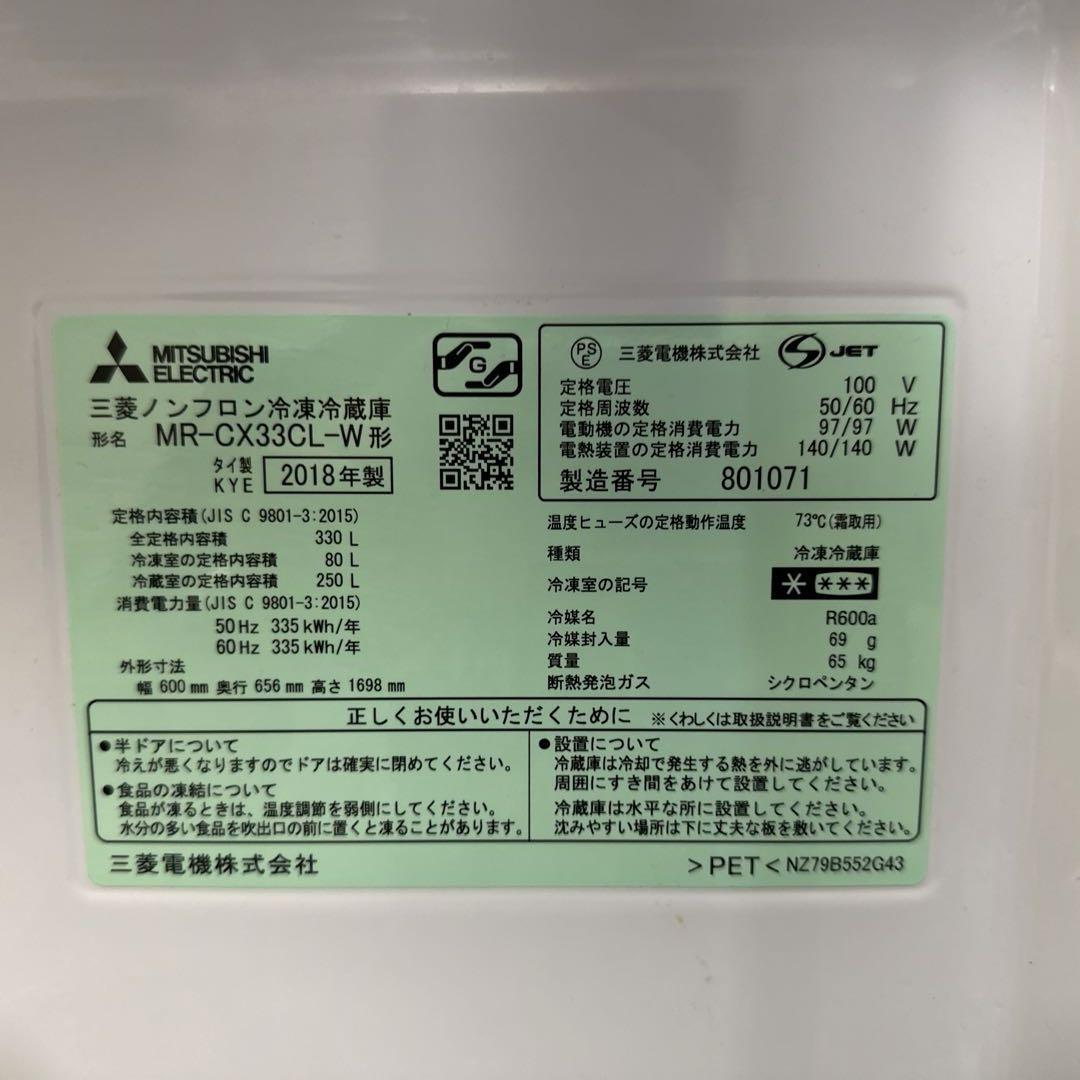 MITSUBISHI
ELECTRIC
三菱ノンフロン冷凍冷蔵庫
形名 MR-CX33CL-W形
タイ製
KYE
2018年製
G
定格内容積(JIS C 9801-3:2015)
全定格内容積 330 L
冷凍室の定格内容積 80 L
冷蔵室の定格内容積 250 L
消費電力量(JIS C 9801-3:2015)
50Hz 335kWh/年
60Hz 335kWh/年
外形寸法
幅 600mm 奥行 656mm 高さ 1698mm
PSE 三菱電機株式会社 S JET
定格電圧 100 V
定格周波数 50/60 Hz
電動機の定格消費電力 97/97 W
電熱装置の定格消費電力 140/140 W
製造番号 801071
温度ヒューズの定格動作温度 73℃(霜取用)
種類 冷凍冷蔵庫
冷凍室の記号 * ***
冷媒名 R600a
冷媒封入量 69 g
質量 65 kg
断熱発泡ガス シクロペンタン
正しくお使いいただくために ※くわしくは取扱説明書をご覧ください
●半ドアについて
冷えが悪くなりますのでドアは確実に閉めてください。
●食品の凍結について
食品が凍るときは、温度調節を弱側にしてください。
水分の多い食品を吹出口の前に置くと凍ることがあります。
●設置について
冷蔵庫は冷却で発生する熱を外に逃がしています。
周囲にすき間をあけて設置してください。
冷蔵庫は水平な所に設置してください。
沈みやすい場所は下に丈夫な板を敷いてください。
三菱電機株式会社
>PET< NZ79B552G43